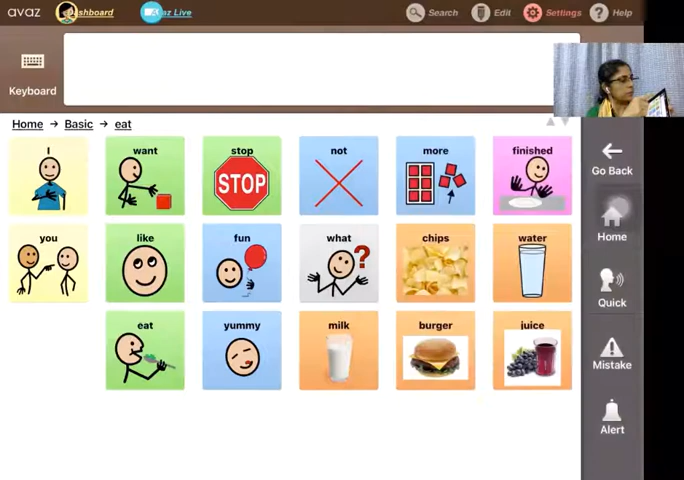 avaz
Dashboard
Avaz Live
Search
Edit
Settings
Help
Keyboard
Home → Basic → eat
Go Back
Home
Quick
Mistake
Alert
I
want
stop
STOP
not
more
finished
you
like
fun
what
chips
water
eat
yummy
milk
burger
juice